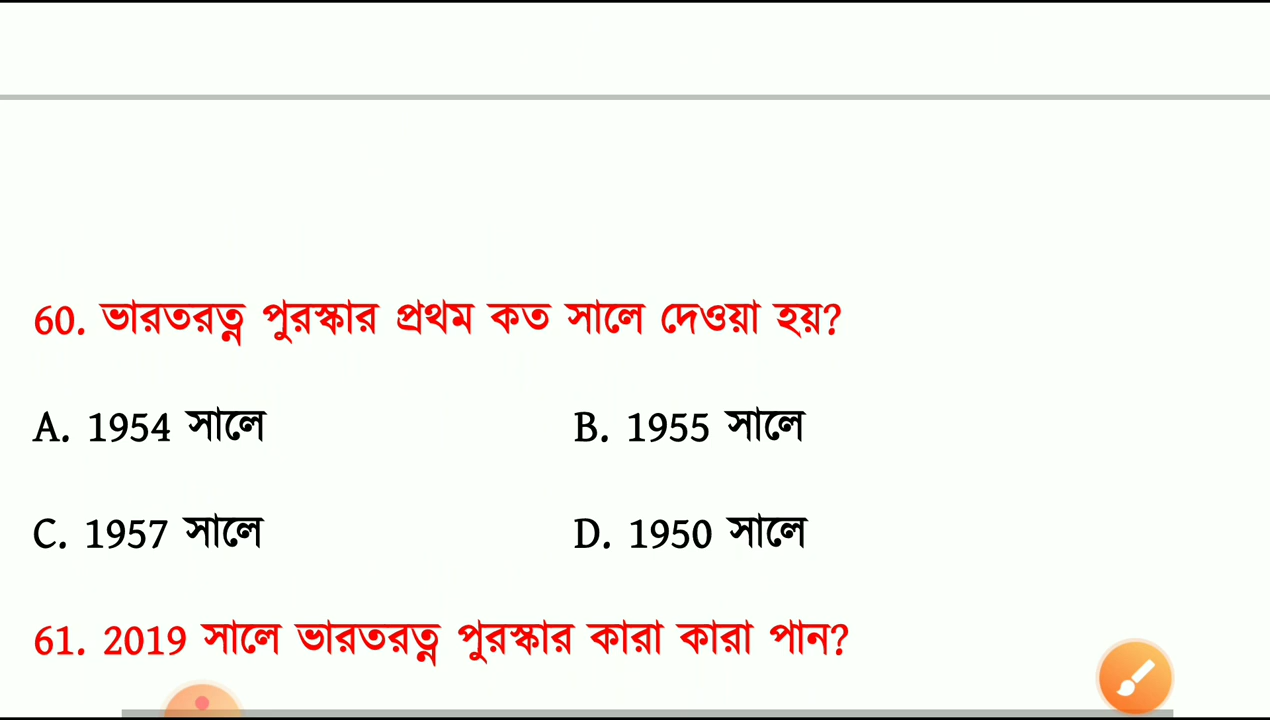 60. ভারতরত্ন পুরস্কার প্রথম কত সালে দেওয়া হয়?
A. 1954 সালে B. 1955 সালে
C. 1957 সালে D. 1950 সালে
61. 2019 সালে ভারতরত্ন পুরস্কার কারা কারা পান?